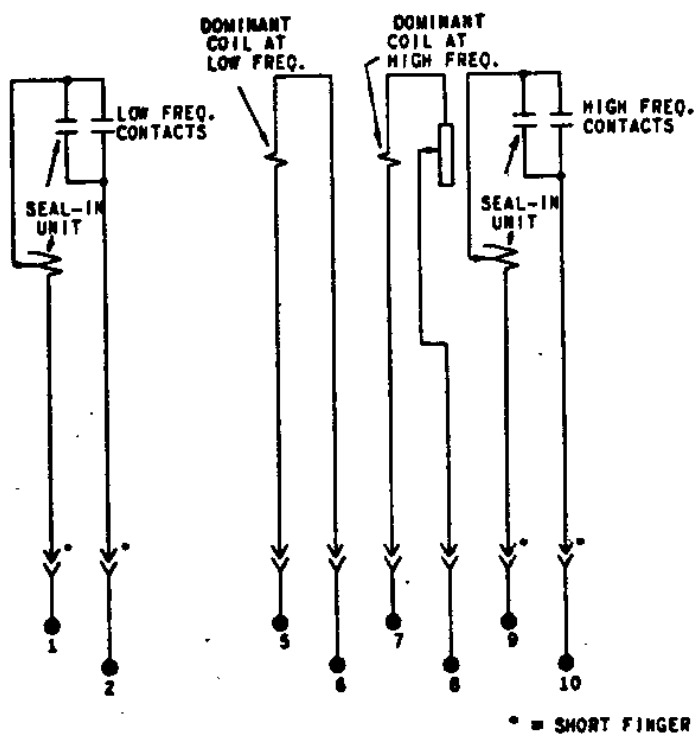 DOMINANT
COIL AT
LOW FREQ.
DOMINANT
COIL AT
HIGH FREQ.
LOW FREQ.
CONTACTS
HIGH FREQ.
CONTACTS
SEAL-IN
UNIT
SEAL-IN
UNIT
*
*
*
*
1
2
5
6
7
8
9
10
* = SHORT FINGER